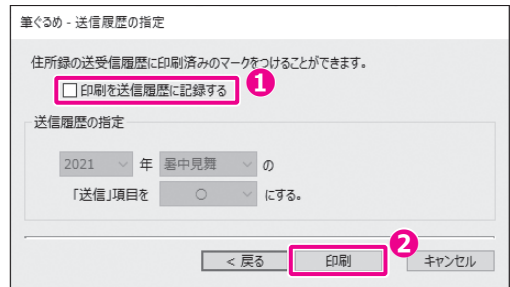 筆ぐるめ - 送信履歴の指定
住所録の送受信履歴に印刷済みのマークをつけることができます。
印刷を送信履歴に記録する
1
送信履歴の指定
2021 年 暑中見舞 の
「送信」項目を ○ にする。
2
< 戻る 印刷 キャンセル